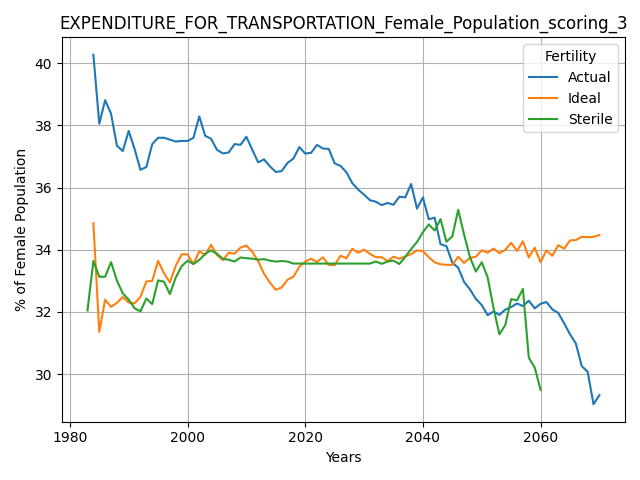 EXPENDITURE_FOR_TRANSPORTATION_Female_Population_scoring_3
Fertility
Actual
Ideal
Sterile
% of Female Population
40
38
36
34
32
30
1980
2000
2020
2040
2060
Years